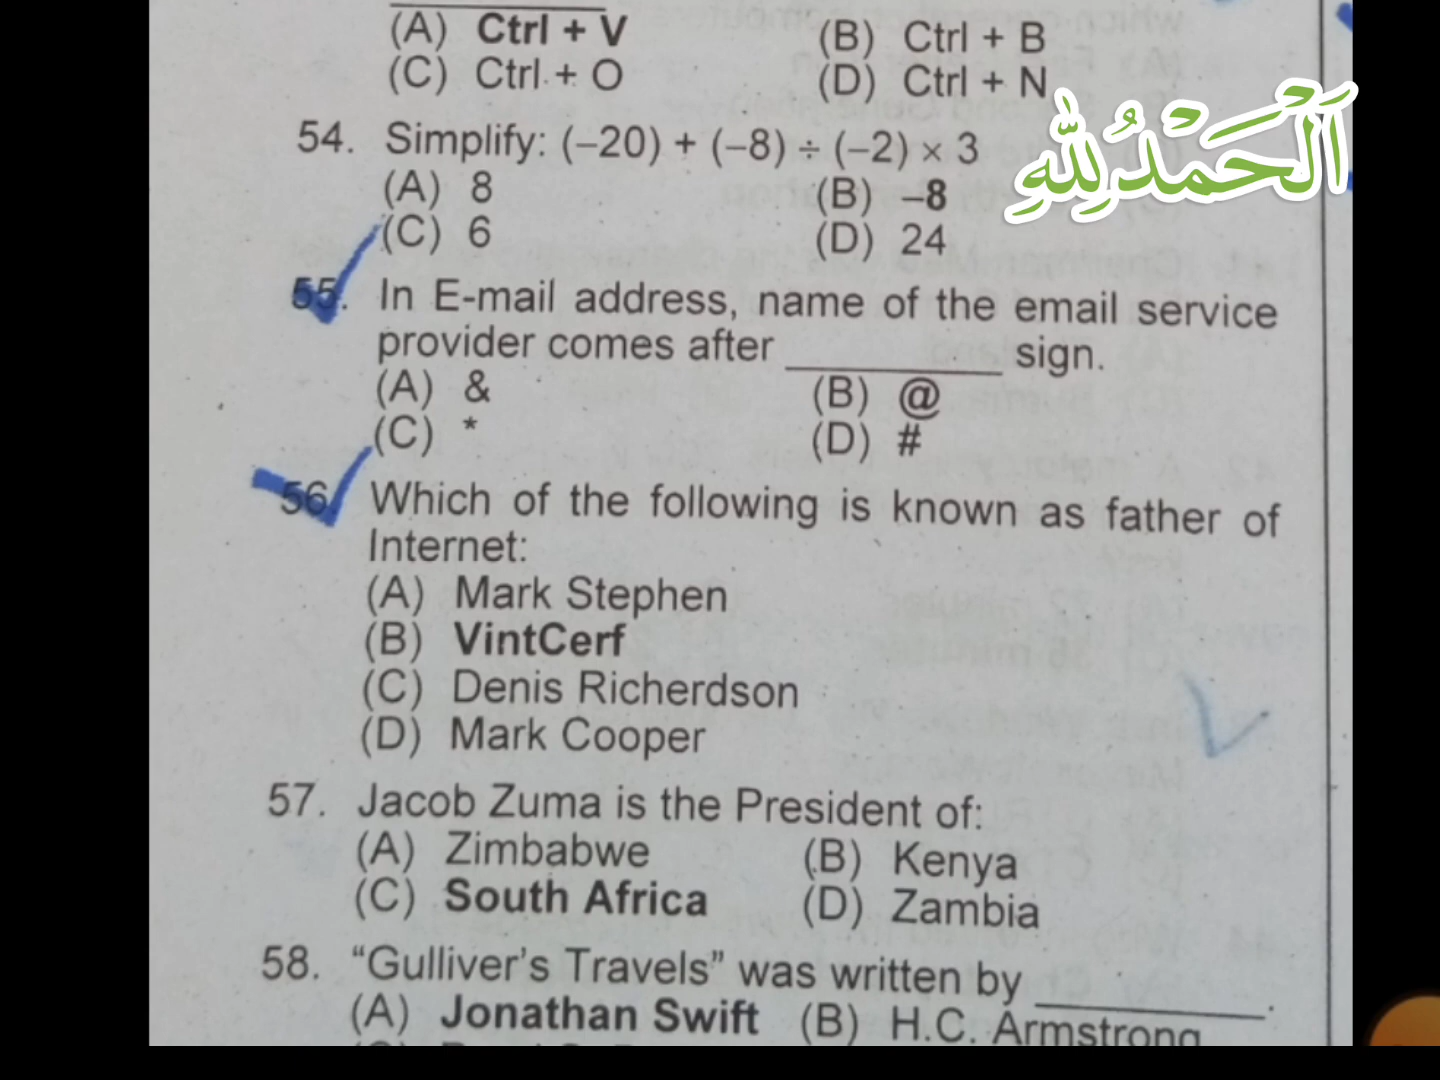 (A) Ctrl + V (B) Ctrl + B
(C) Ctrl + O (D) Ctrl + N
54. Simplify: (–20) + (–8) ÷ (–2) × 3
(A) 8 (B) –8
(C) 6 (D) 24
اَلْحَمْدُلِلّٰهِ
55. In E-mail address, name of the email service
provider comes after ________ sign.
(A) & (B) @
(C) * (D) #
56. Which of the following is known as father of
Internet:
(A) Mark Stephen
(B) VintCerf
(C) Denis Richerdson
(D) Mark Cooper
57. Jacob Zuma is the President of:
(A) Zimbabwe (B) Kenya
(C) South Africa (D) Zambia
58. “Gulliver’s Travels” was written by ________.
(A) Jonathan Swift (B) H.C. Armstrong